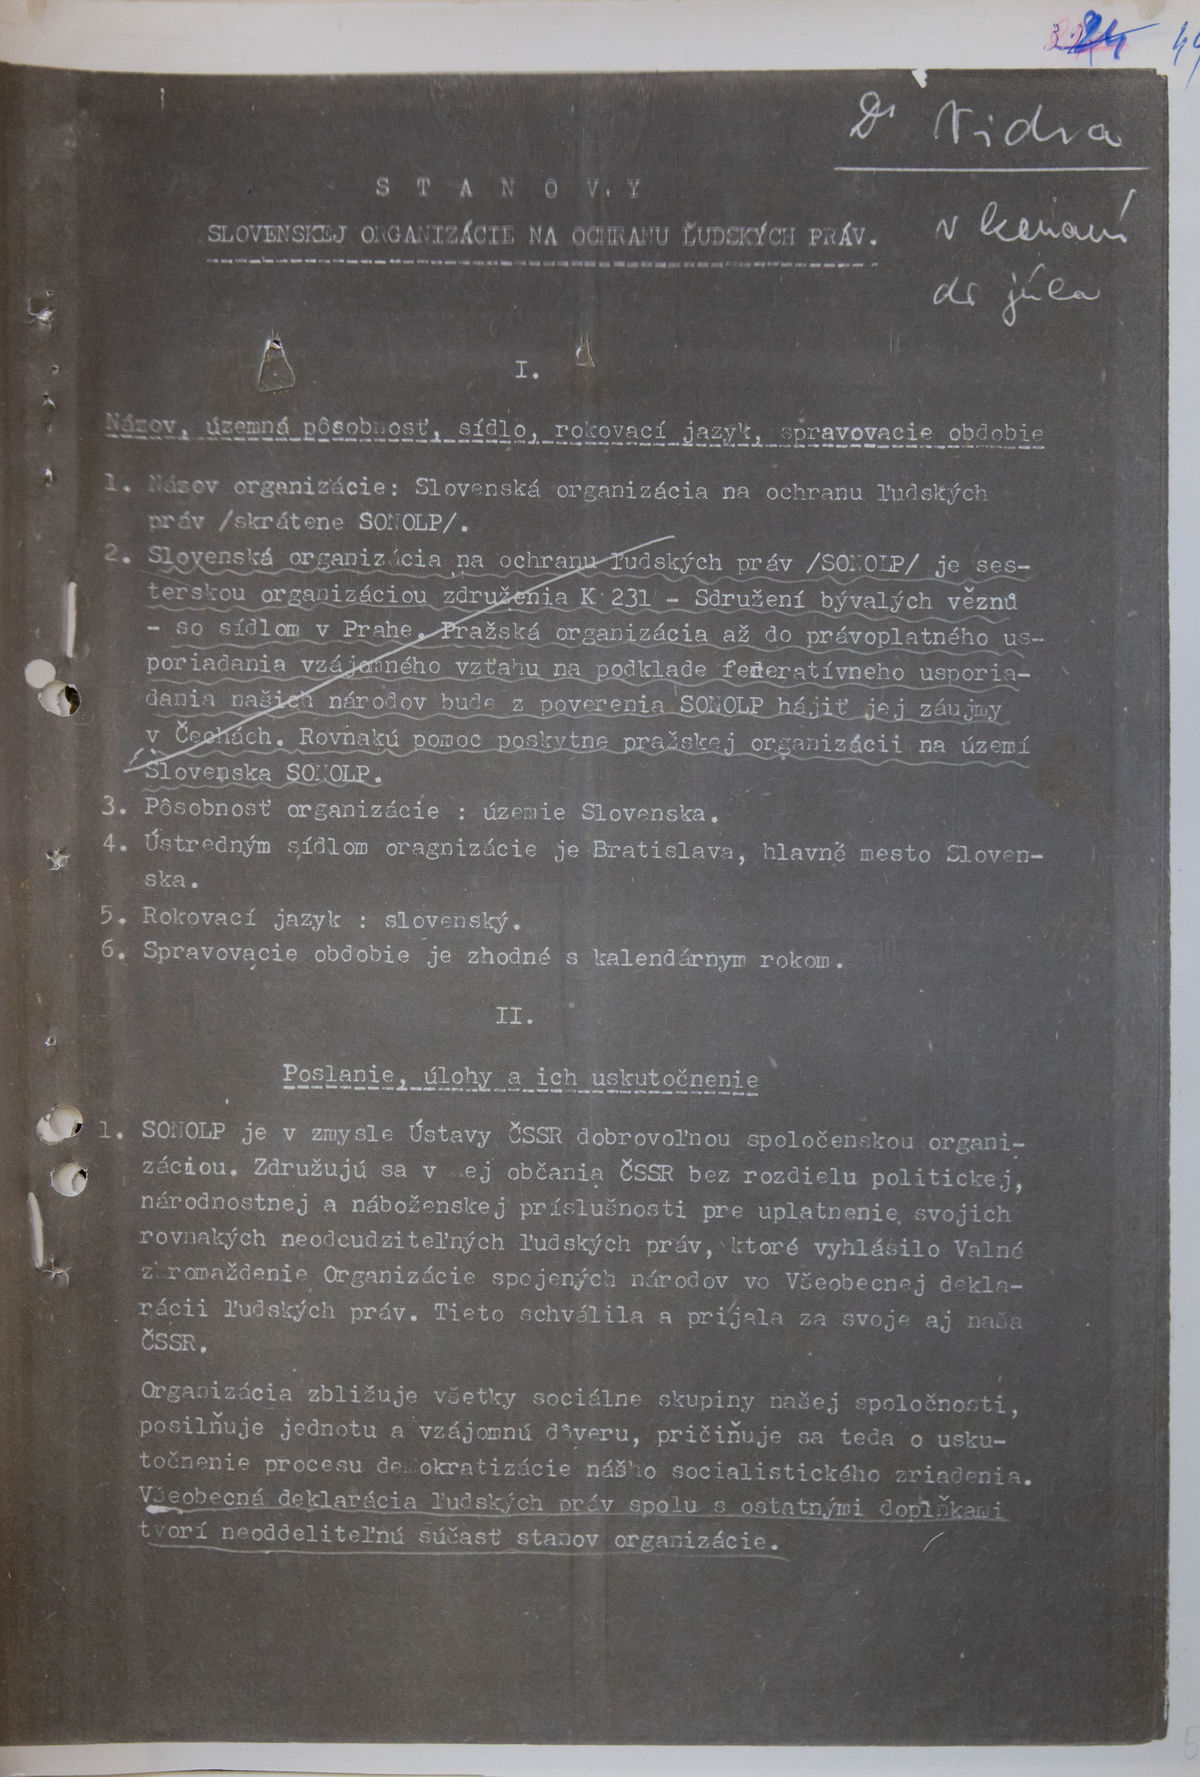 Dr Vidra
S T A N O V Y
SLOVENSKEJ ORGANIZÁCIE NA OCHRANU ĽUDSKÝCH PRÁV.
v
dr júla
I.
Názov, územná pôsobnosť, sídlo, rokovací jazyk, spravovacie obdobie
1. Názov organizácie: Slovenská organizácia na ochranu ľudských
práv /skrátene SONOLP/.
2. Slovenská organizácia na ochranu ľudských práv /SONOLP/ je ses-
terskou organizáciou združenia K 231 - Sdružení bývalých věznů
- so sídlom v Prahe. Pražská organizácia až do právoplatného us-
poriadania vzájomného vzťahu na podklade federatívneho usporia-
dania našich národov bude z poverenia SONOLP hájiť jej záujmy
v Čechách. Rovnakú pomoc poskytne pražskej organizácii na území
Slovenska SONOLP.
3. Pôsobnosť organizácie : územie Slovenska.
4. Ústredným sídlom oragnizácie je Bratislava, hlavné mesto Sloven-
ska.
5. Rokovací jazyk : slovenský.
6. Spravovacie obdobie je zhodné s kalendárnym rokom.
II.
Poslanie, úlohy a ich uskutočnenie
1. SONOLP je v zmysle Ústavy ČSSR dobrovoľnou spoločenskou organi-
záciou. Združujú sa v ej občania ČSSR bez rozdielu politickej,
národnostnej a náboženskej príslušnosti pre uplatnenie svojich
rovnakých neodcudziteľných ľudských práv, ktoré vyhlásilo Valné
zhromaždenie Organizácie spojených národov vo Všeobecnej dekla-
rácii ľudských práv. Tieto schválila a prijala za svoje aj naša
ČSSR.
Organizácia zbližuje všetky sociálne skupiny našej spoločnosti,
posilňuje jednotu a vzájomnú dôveru, pričiňuje sa teda o usku-
točnenie procesu demokratizácie nášho socialistického zriadenia.
Všeobecná deklarácia ľudských práv spolu s ostatnými doplňkami
tvorí neoddeliteľnú súčasť stanov organizácie.